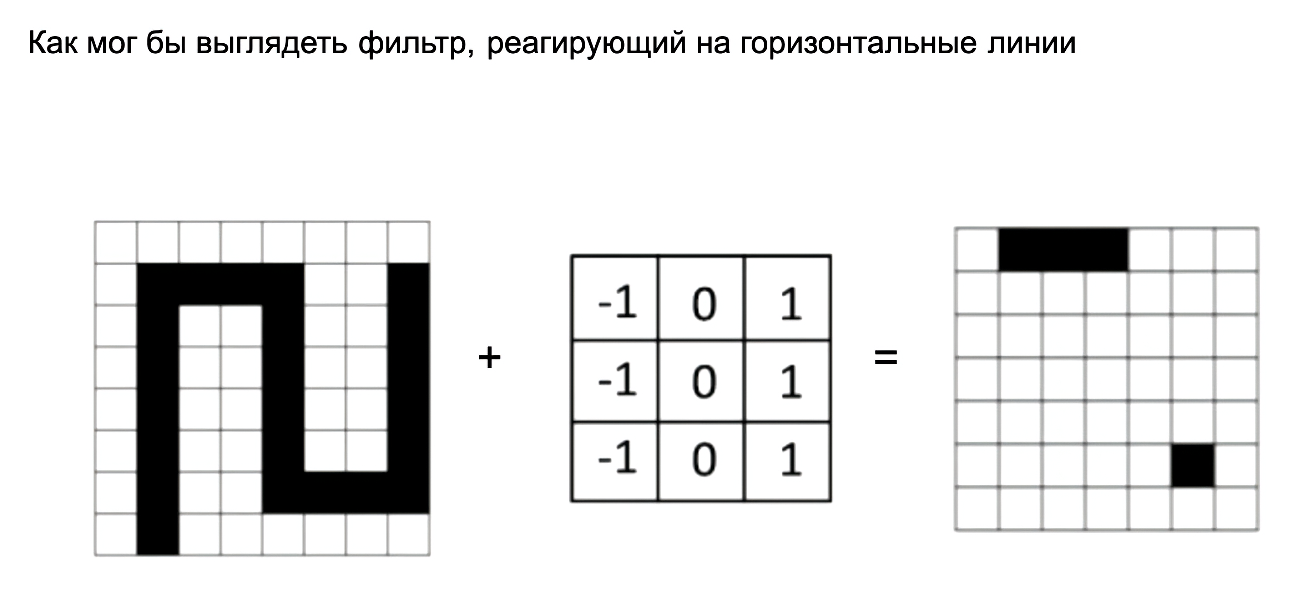 Как мог бы выглядеть фильтр, реагирующий на горизонтальные линии
-1 0 1
+ -1 0 1 =
-1 0 1